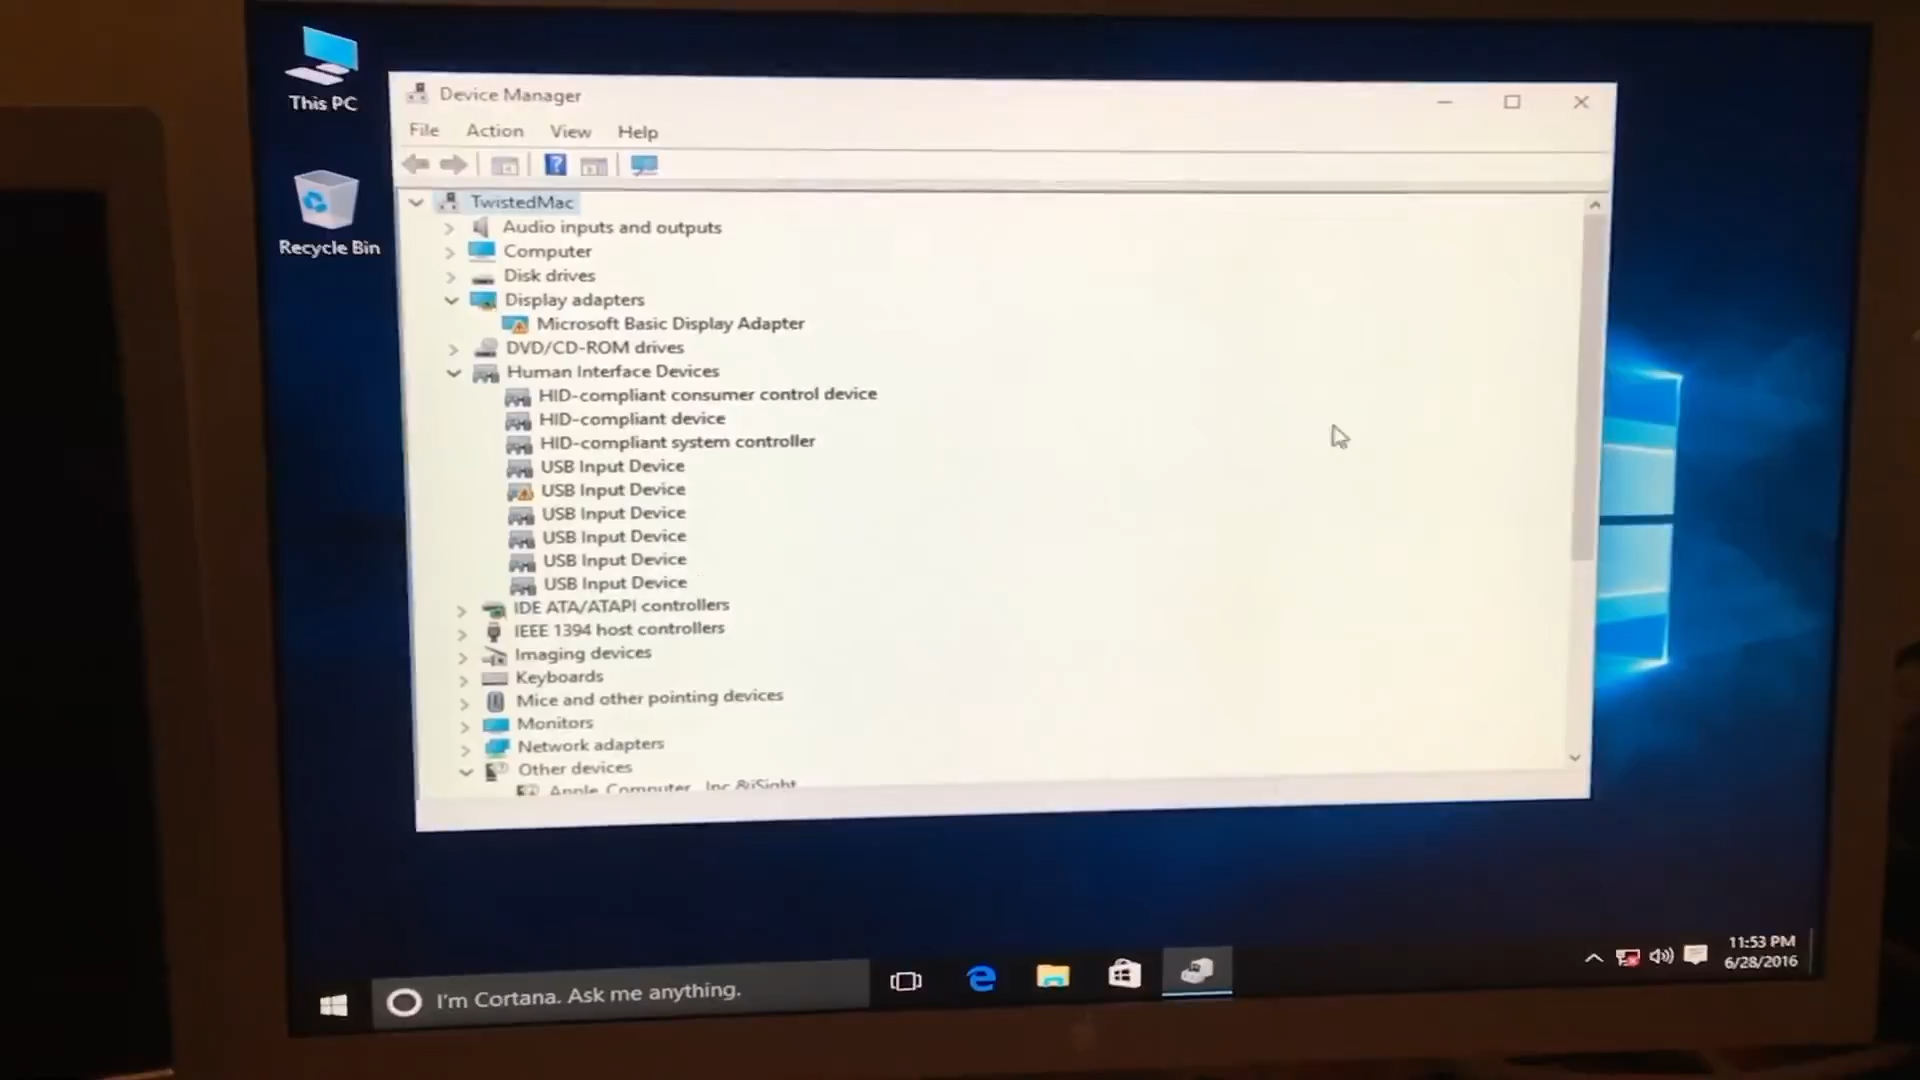 This PC
Recycle Bin
Device Manager
File Action View Help
TwistedMac
Audio inputs and outputs
Computer
Disk drives
Display adapters
Microsoft Basic Display Adapter
DVD/CD-ROM drives
Human Interface Devices
HID-compliant consumer control device
HID-compliant device
HID-compliant system controller
USB Input Device
USB Input Device
USB Input Device
USB Input Device
USB Input Device
USB Input Device
IDE ATA/ATAPI controllers
IEEE 1394 host controllers
Imaging devices
Keyboards
Mice and other pointing devices
Monitors
Network adapters
Other devices
Apple Computer, Inc.
I'm Cortana. Ask me anything.
11:53 PM
6/28/2016